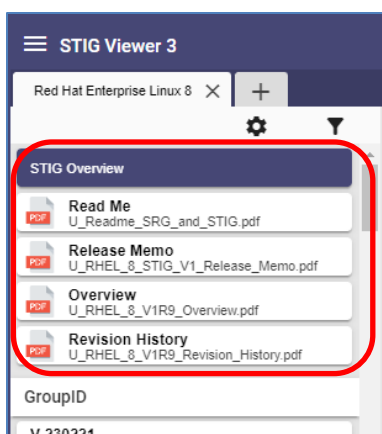 STIG Viewer 3
Red Hat Enterprise Linux 8
STIG Overview
Read Me
PDF
U_Readme_SRG_and_STIG.pdf
Release Memo
PDF
U_RHEL_8_STIG_V1_Release_Memo.pdf
Overview
PDF
U_RHEL_8_V1R9_Overview.pdf
Revision History
PDF
U_RHEL_8_V1R9_Revision_History.pdf
GroupID
V-230221